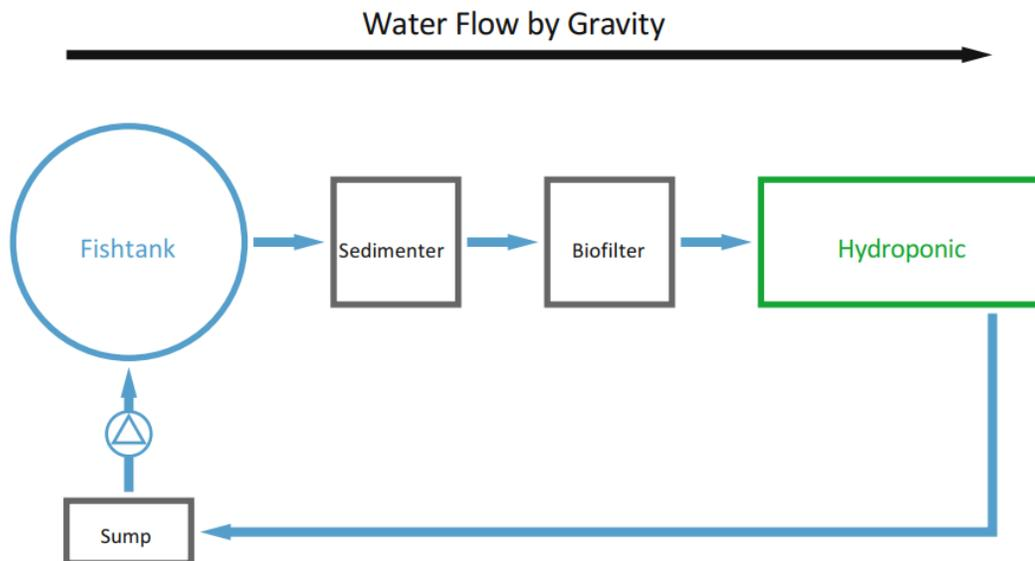 Water Flow by Gravity
Fishtank
Sedimenter
Biofilter
Hydroponic
Sump